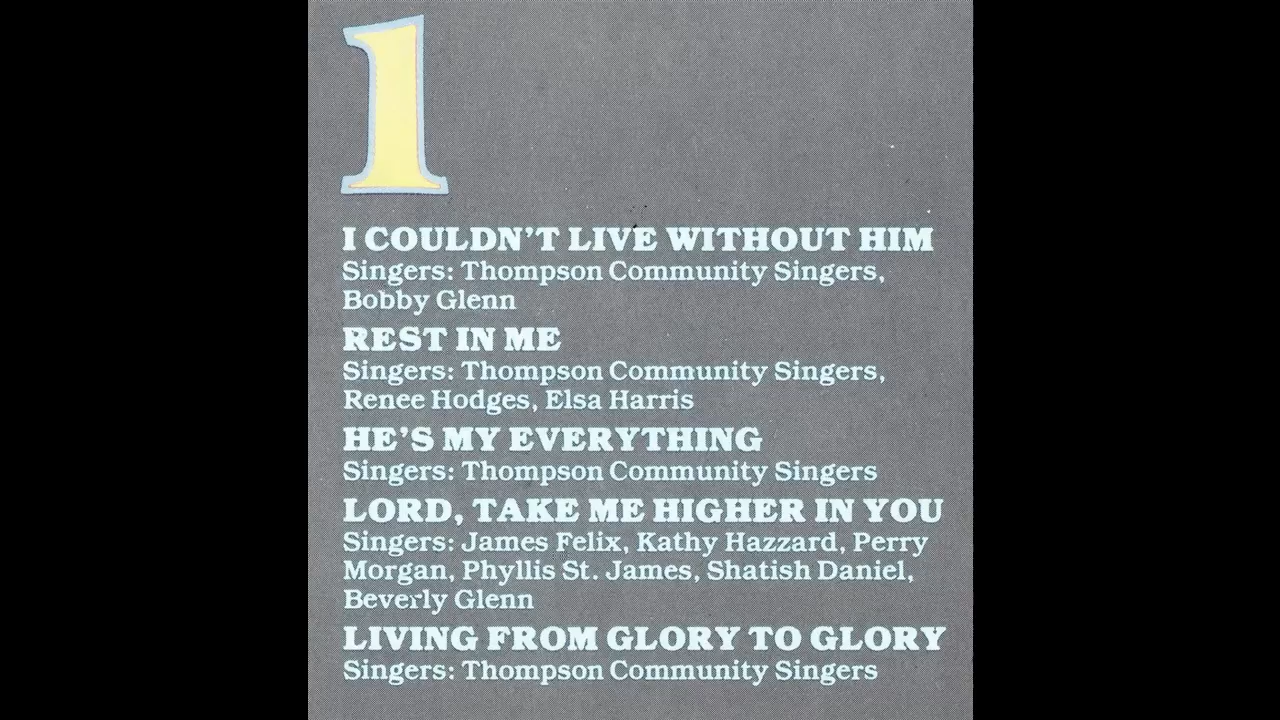 1
I COULDN'T LIVE WITHOUT HIM
Singers: Thompson Community Singers,
Bobby Glenn
REST IN ME
Singers: Thompson Community Singers,
Renee Hodges, Elsa Harris
HE'S MY EVERYTHING
Singers: Thompson Community Singers
LORD, TAKE ME HIGHER IN YOU
Singers: James Felix, Kathy Hazzard, Perry
Morgan, Phyllis St. James, Shatish Daniel,
Beverly Glenn
LIVING FROM GLORY TO GLORY
Singers: Thompson Community Singers